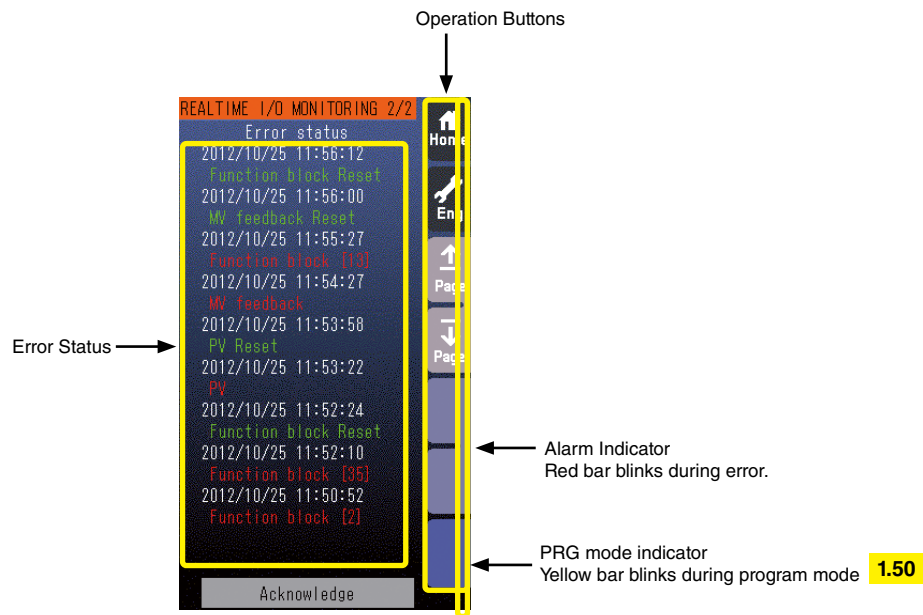 Operation Buttons
REALTIME I/O MONITORING 2/2
Error status
2012/10/25 11:56:12
Function block Reset
2012/10/25 11:56:00
MV feedback Reset
2012/10/25 11:55:27
Function block [13]
2012/10/25 11:54:27
MV feedback
2012/10/25 11:53:58
PV Reset
2012/10/25 11:53:22
PV
2012/10/25 11:52:24
Function block Reset
2012/10/25 11:52:10
Function block [35]
2012/10/25 11:50:52
Function block [2]
Acknowledge
Home
Eng
Page
Page
Error Status
Alarm Indicator
Red bar blinks during error.
PRG mode indicator
Yellow bar blinks during program mode 1.50